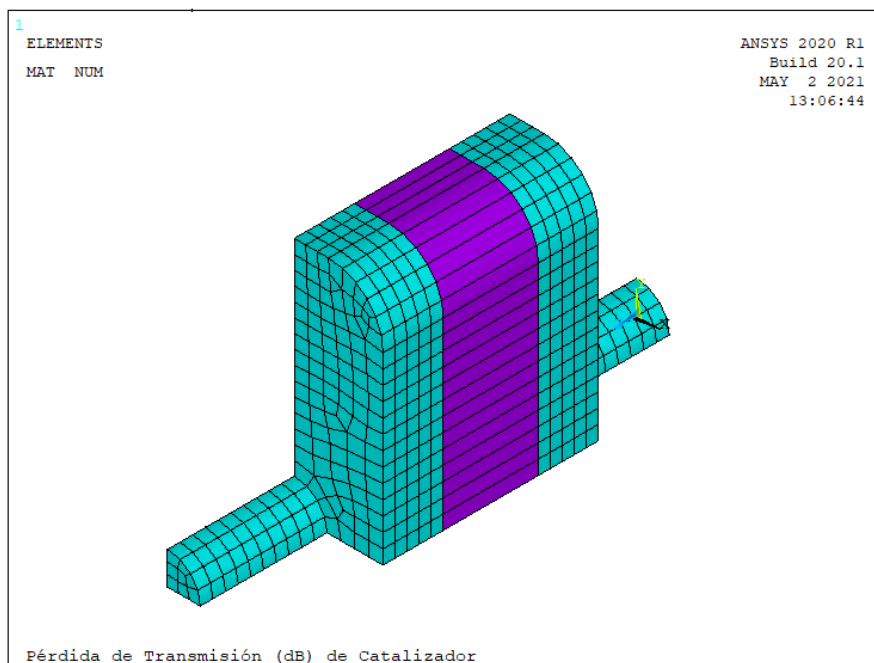 1
ELEMENTS
MAT NUM
ANSYS 2020 R1
Build 20.1
MAY 2 2021
13:06:44
Pérdida de Transmisión (dB) de Catalizador